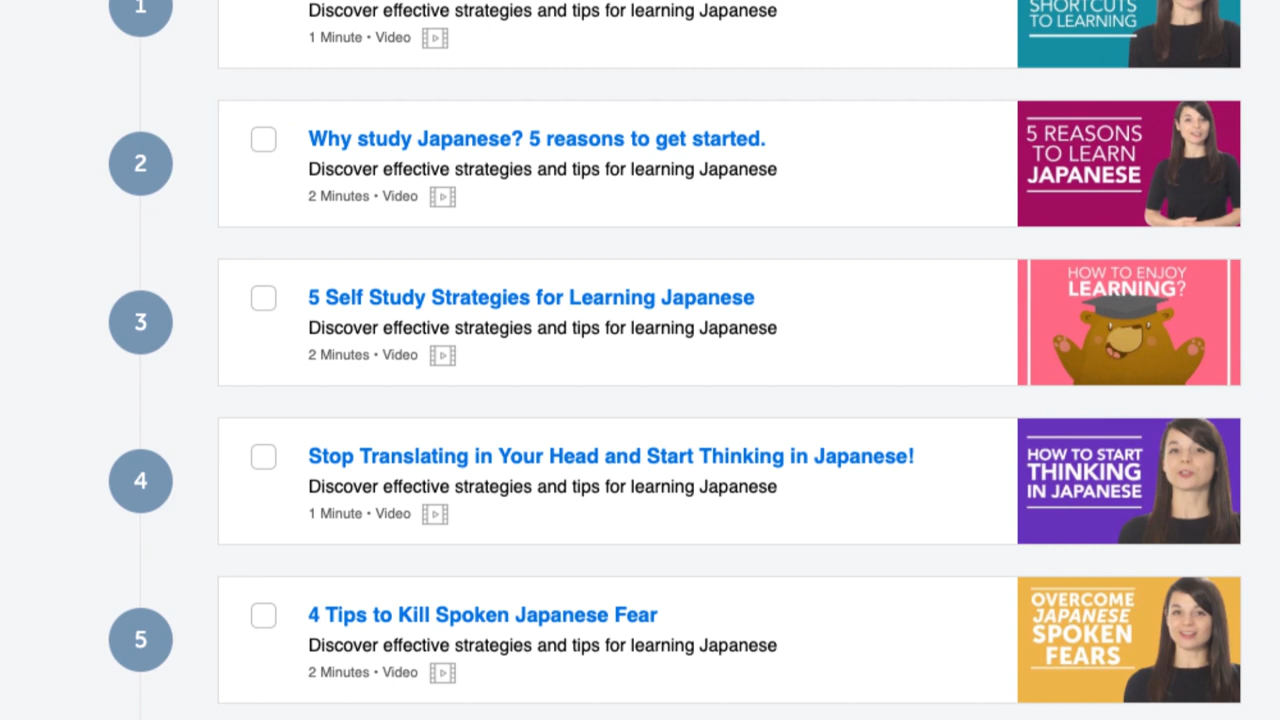 1
Discover effective strategies and tips for learning Japanese
1 Minute • Video
SHORTCUTS
TO LEARNING
2
Why study Japanese? 5 reasons to get started.
Discover effective strategies and tips for learning Japanese
2 Minutes • Video
5 REASONS
TO LEARN
JAPANESE
3
5 Self Study Strategies for Learning Japanese
Discover effective strategies and tips for learning Japanese
2 Minutes • Video
HOW TO ENJOY
LEARNING?
4
Stop Translating in Your Head and Start Thinking in Japanese!
Discover effective strategies and tips for learning Japanese
1 Minute • Video
HOW TO START
THINKING
IN JAPANESE
5
4 Tips to Kill Spoken Japanese Fear
Discover effective strategies and tips for learning Japanese
2 Minutes • Video
OVERCOME
JAPANESE
SPOKEN
FEARS